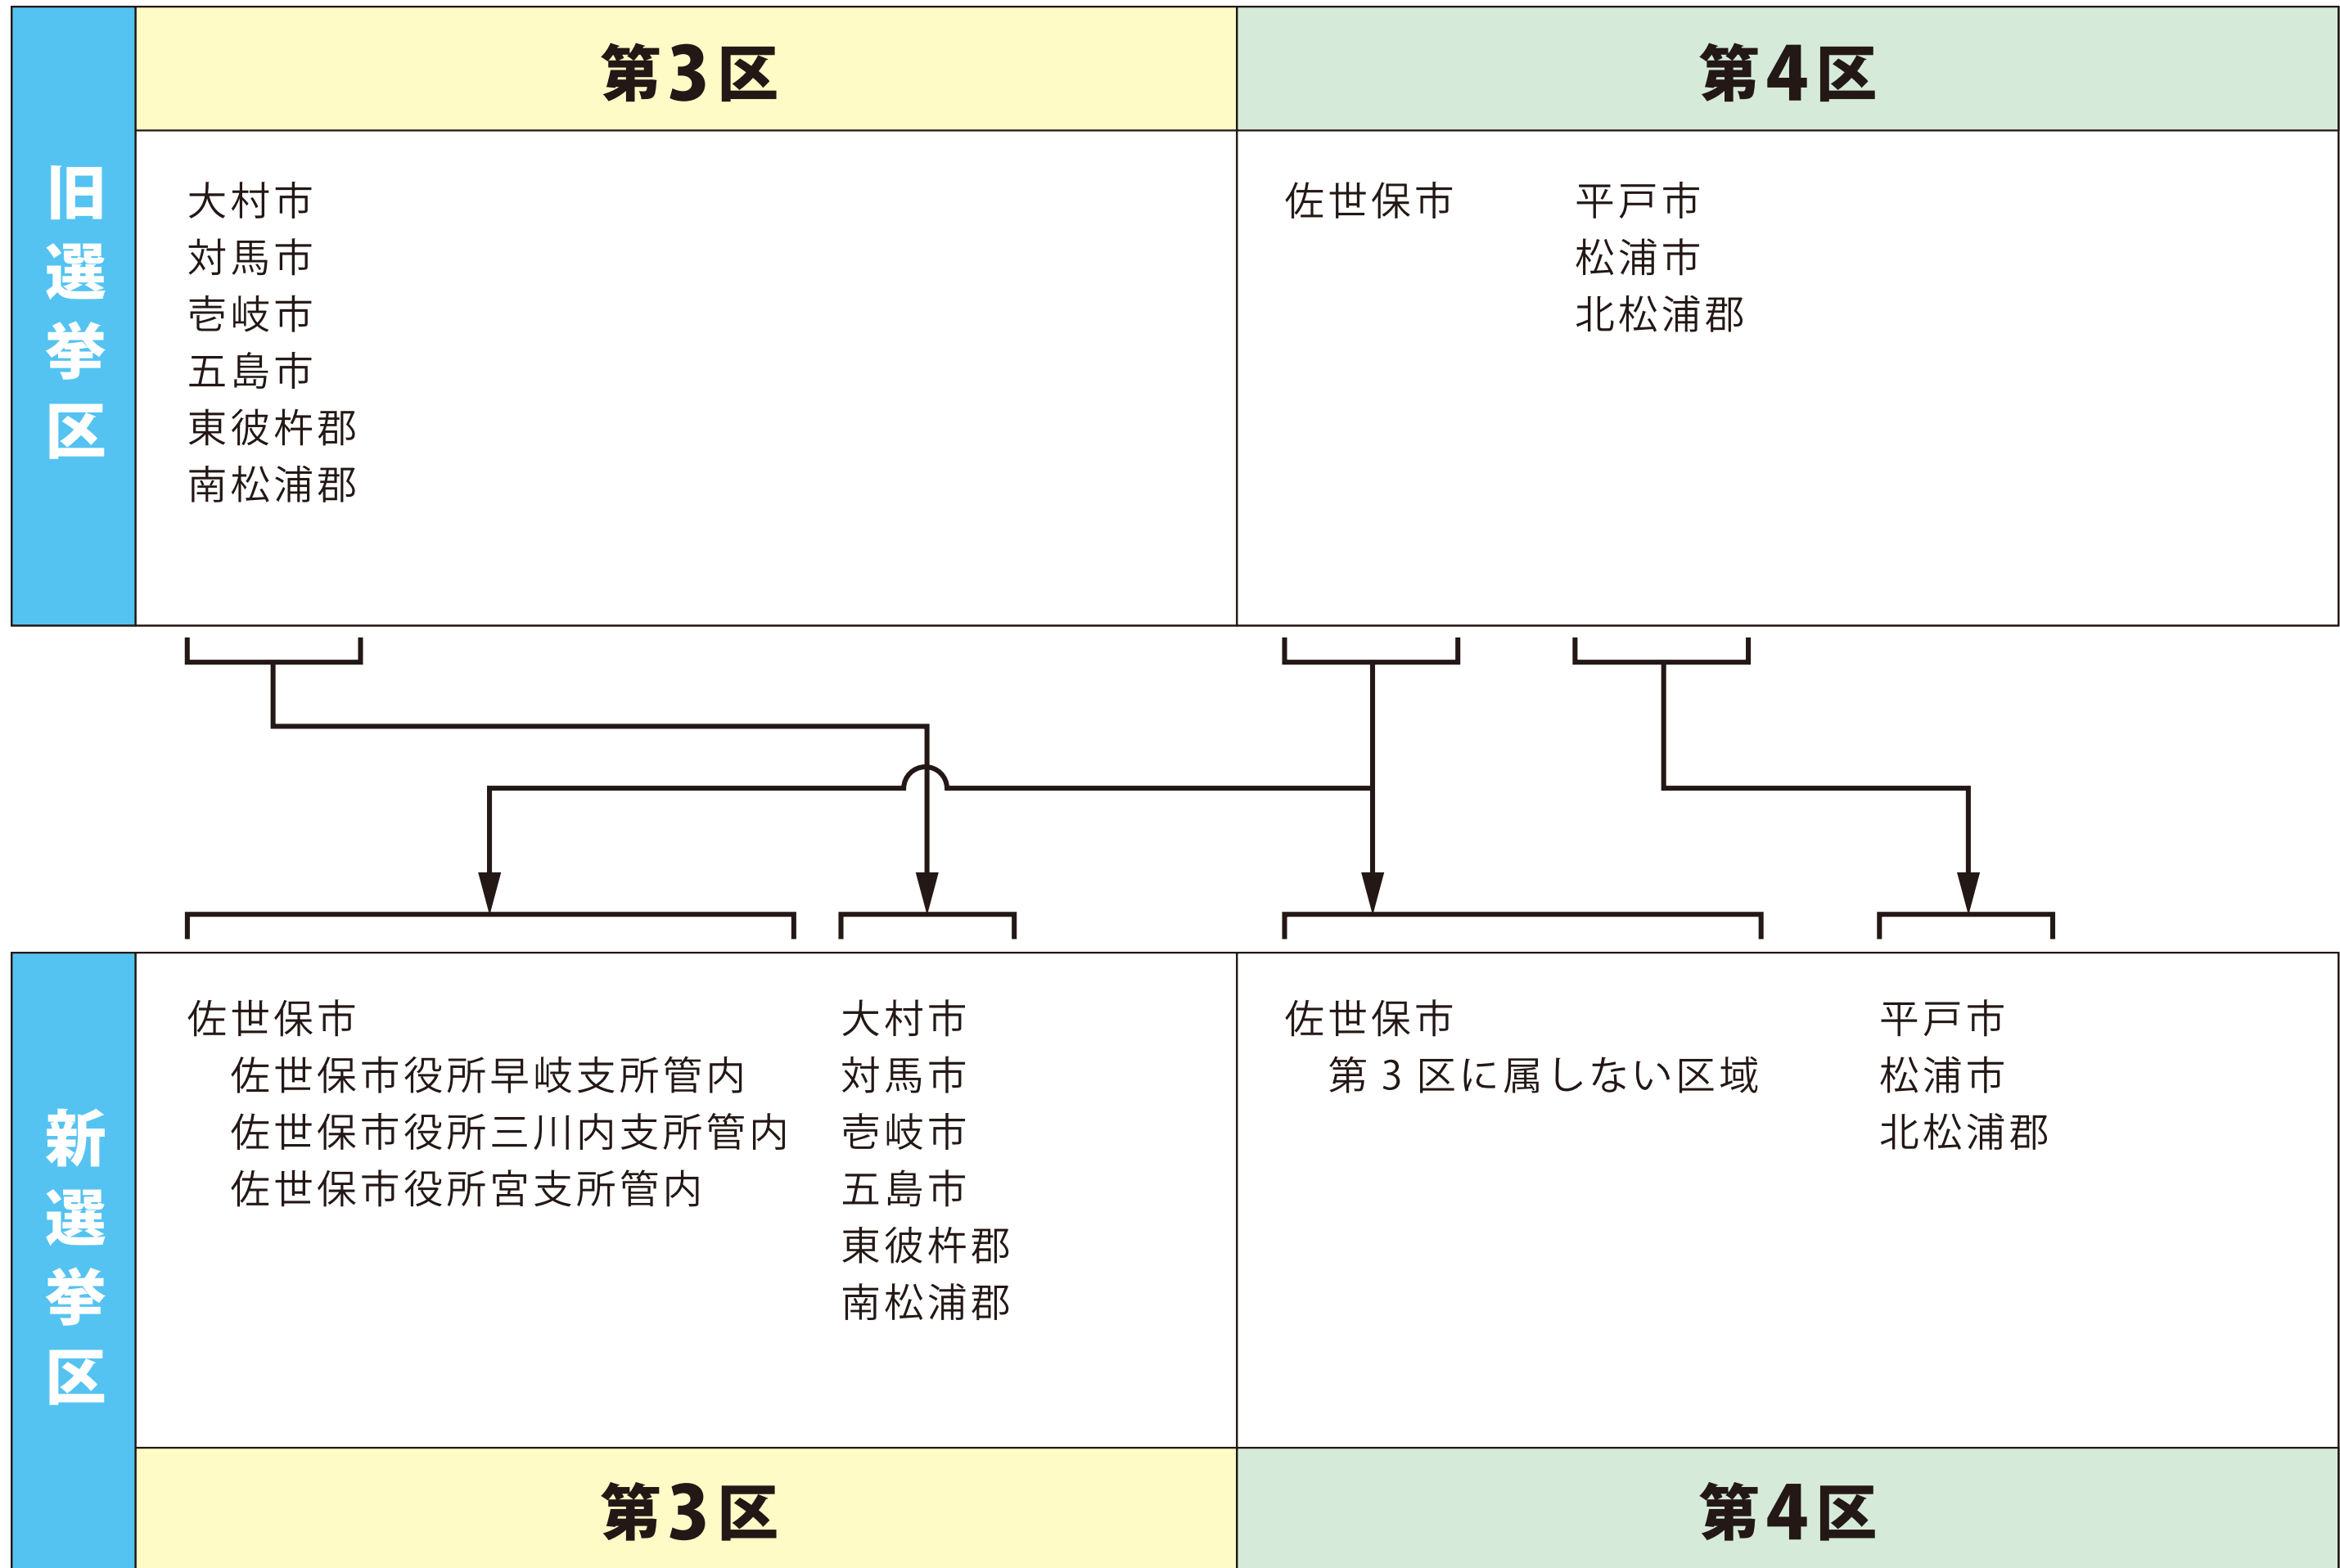 旧選挙区
第3区
大村市
対馬市
壱岐市
五島市
東彼杵郡
南松浦郡
第4区
佐世保市
平戸市
松浦市
北松浦郡
新選挙区
佐世保市
佐世保市役所早岐支所管内
佐世保市役所三川内支所管内
佐世保市役所宮支所管内
大村市
対馬市
壱岐市
五島市
東彼杵郡
南松浦郡
第3区
佐世保市
第3区に属しない区域
平戸市
松浦市
北松浦郡
第4区